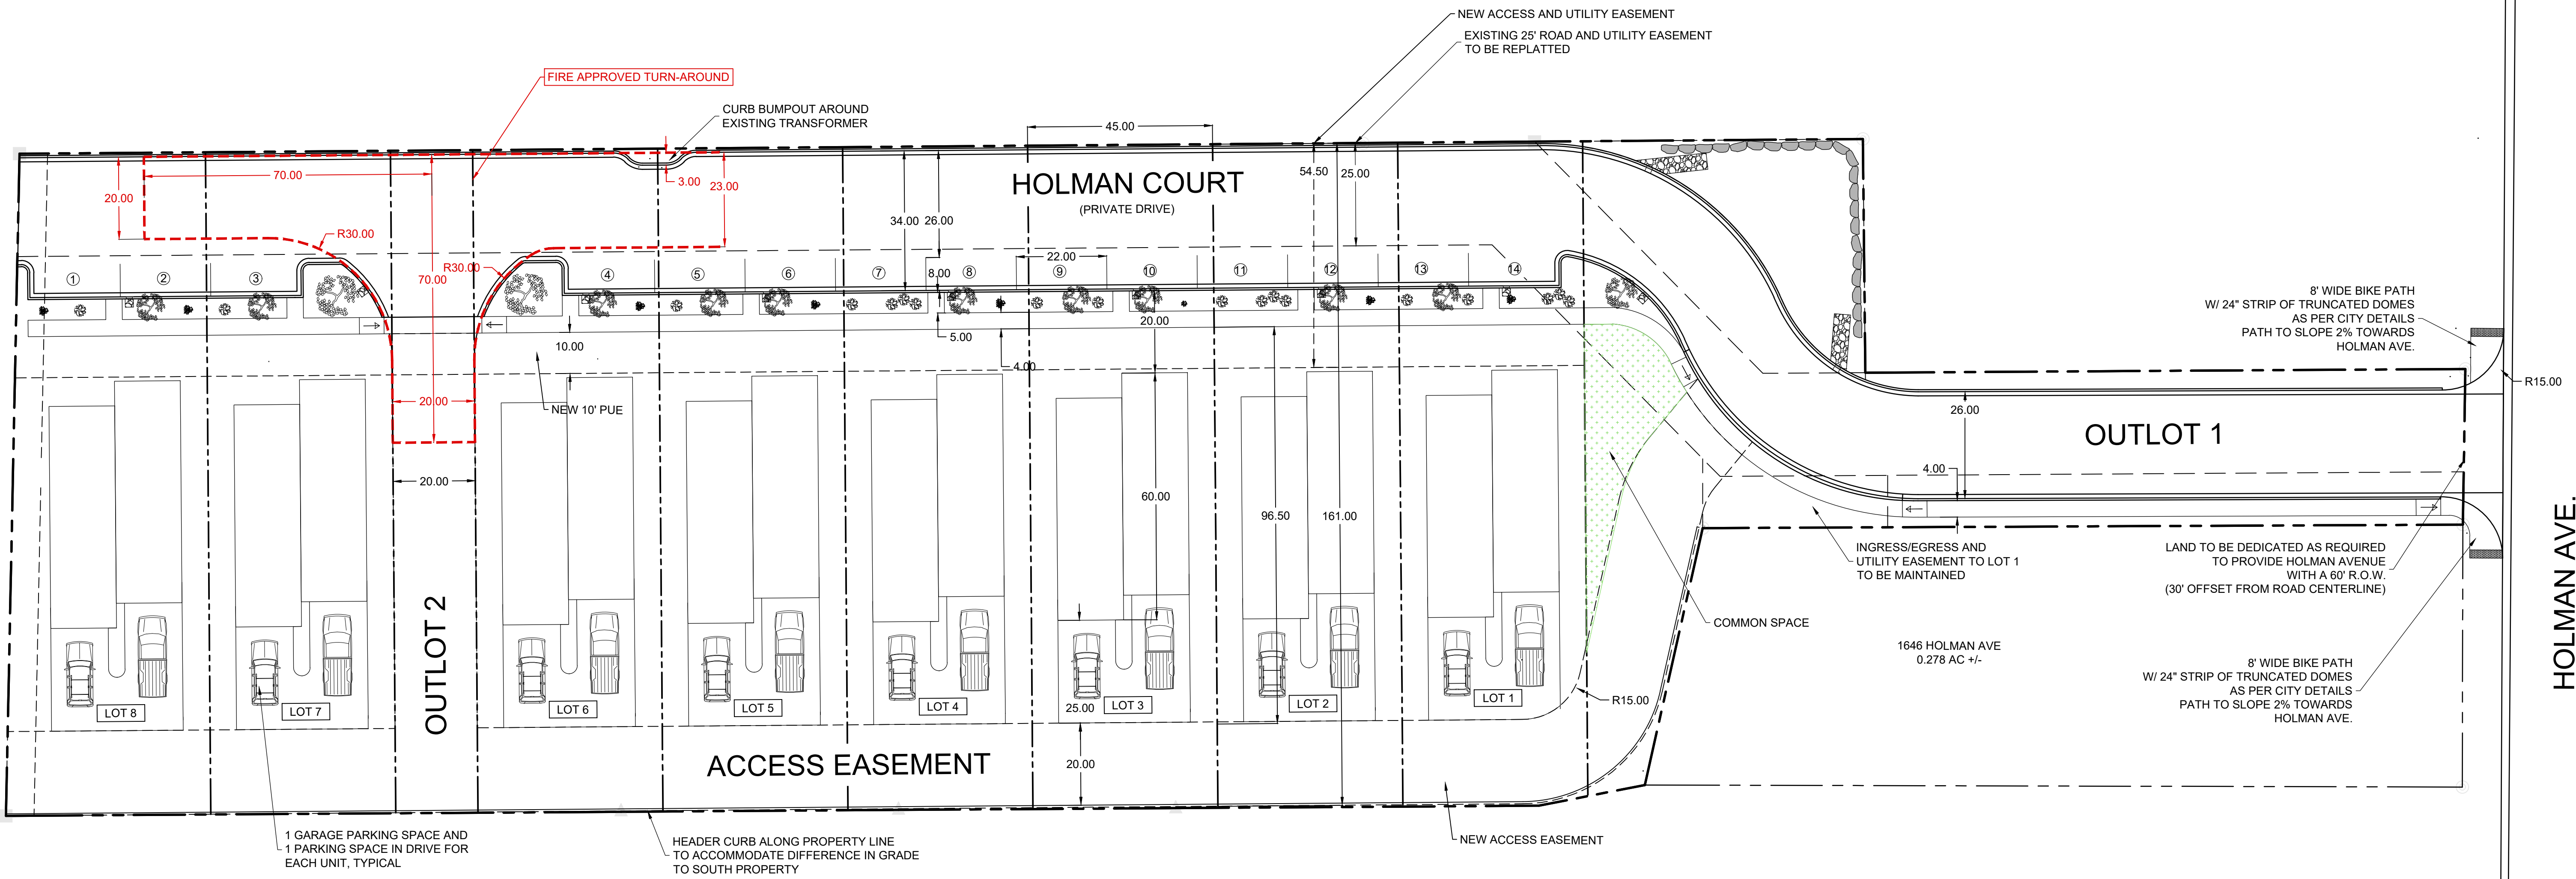 NEW ACCESS AND UTILITY EASEMENT
EXISTING 25' ROAD AND UTILITY EASEMENT
TO BE REPLATTED
FIRE APPROVED TURN-AROUND
CURB BUMPOUT AROUND
EXISTING TRANSFORMER
45.00
70.00
20.00
R30.00
R30.00
70.00
20.00
3.00
23.00
34.00
26.00
HOLMAN COURT
(PRIVATE DRIVE)
54.50
25.00
1
2
3
4
5
6
7
8
9
10
11
12
13
14
8.00
22.00
20.00
5.00
4.00
10.00
NEW 10' PUE
20.00
8' WIDE BIKE PATH
W/ 24" STRIP OF TRUNCATED DOMES
AS PER CITY DETAILS
PATH TO SLOPE 2% TOWARDS
HOLMAN AVE.
R15.00
26.00
OUTLOT 1
4.00
60.00
96.50
161.00
INGRESS/EGRESS AND
UTILITY EASEMENT TO LOT 1
TO BE MAINTAINED
LAND TO BE DEDICATED AS REQUIRED
TO PROVIDE HOLMAN AVENUE
WITH A 60' R.O.W.
(30' OFFSET FROM ROAD CENTERLINE)
HOLMAN AVE.
COMMON SPACE
1646 HOLMAN AVE
0.278 AC +/-
8' WIDE BIKE PATH
W/ 24" STRIP OF TRUNCATED DOMES
AS PER CITY DETAILS
PATH TO SLOPE 2% TOWARDS
HOLMAN AVE.
OUTLOT 2
LOT 8
LOT 7
LOT 6
LOT 5
LOT 4
25.00
LOT 3
LOT 2
LOT 1
R15.00
ACCESS EASEMENT
20.00
1 GARAGE PARKING SPACE AND
1 PARKING SPACE IN DRIVE FOR
EACH UNIT, TYPICAL
HEADER CURB ALONG PROPERTY LINE
TO ACCOMMODATE DIFFERENCE IN GRADE
TO SOUTH PROPERTY
NEW ACCESS EASEMENT